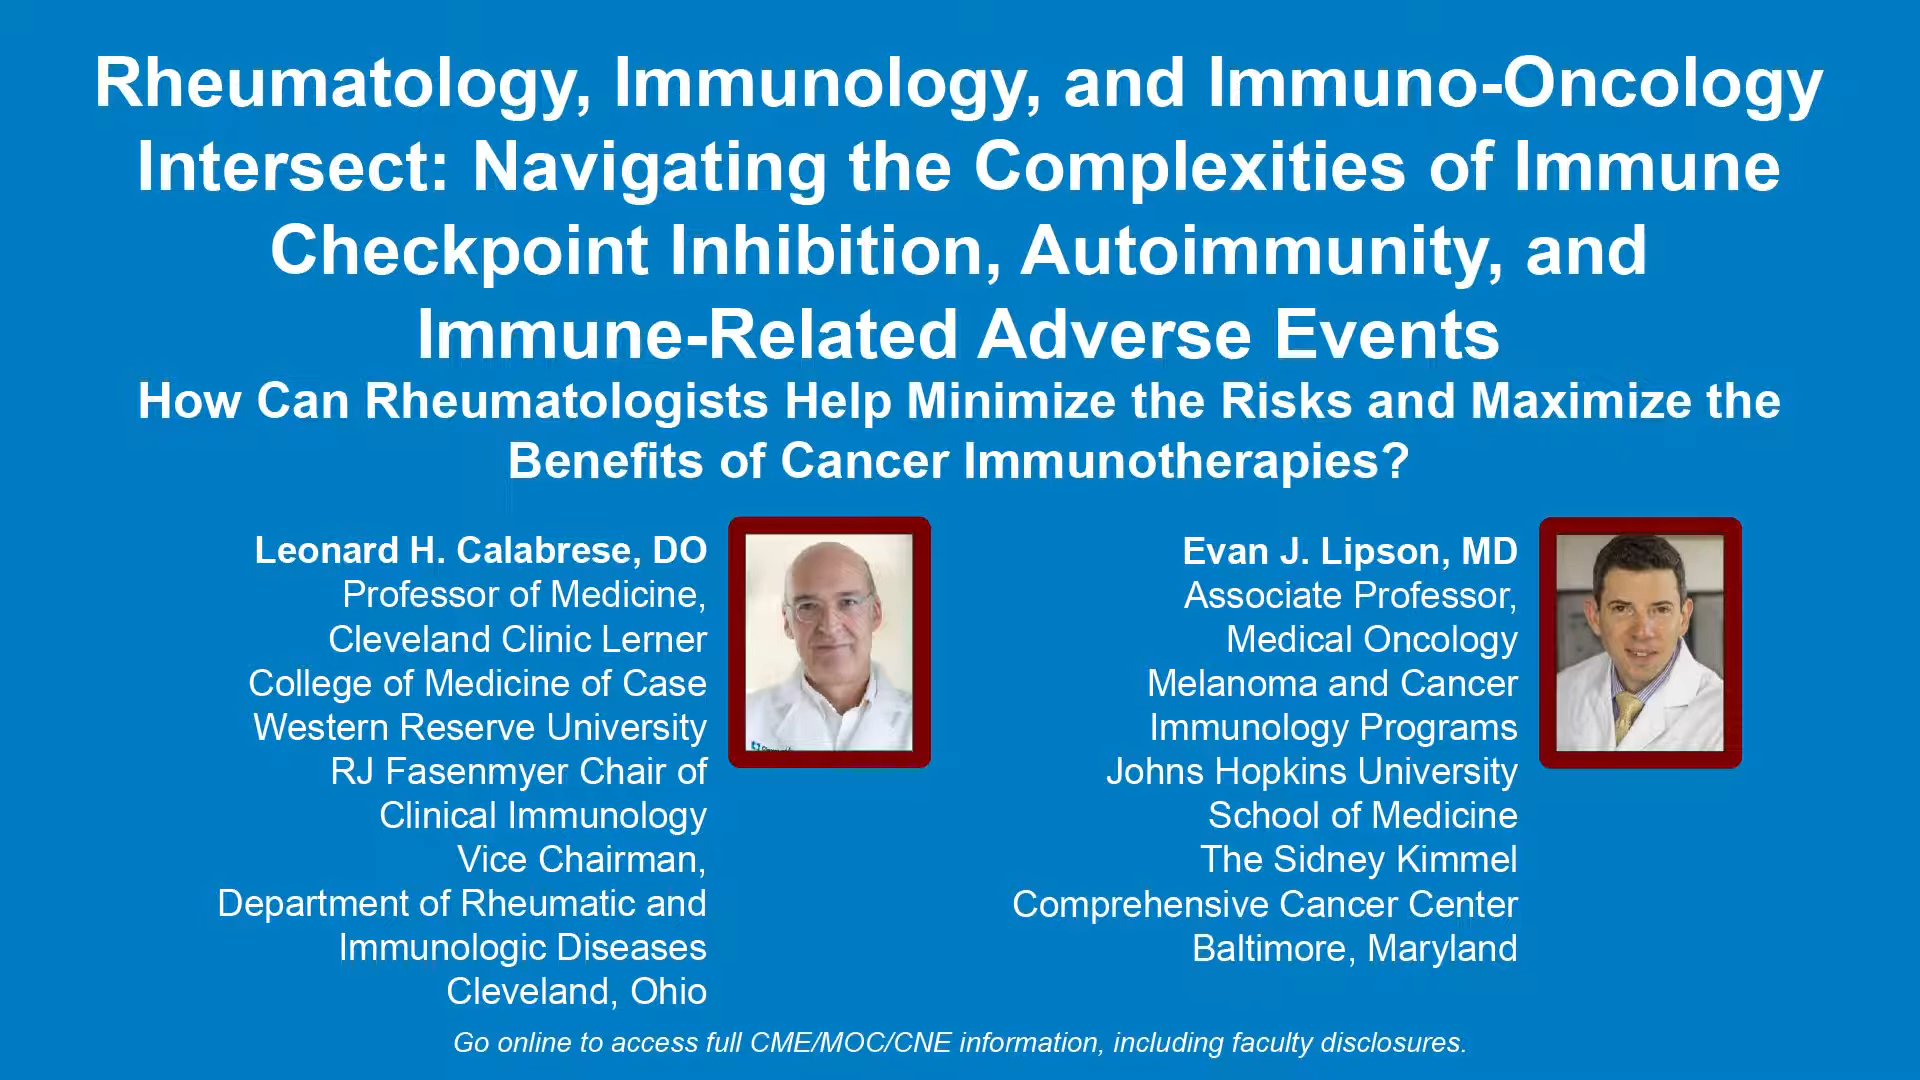 Rheumatology, Immunology, and Immuno-Oncology
Intersect: Navigating the Complexities of Immune
Checkpoint Inhibition, Autoimmunity, and
Immune-Related Adverse Events
How Can Rheumatologists Help Minimize the Risks and Maximize the
Benefits of Cancer Immunotherapies?
Leonard H. Calabrese, DO
Professor of Medicine,
Cleveland Clinic Lerner
College of Medicine of Case
Western Reserve University
RJ Fasenmyer Chair of
Clinical Immunology
Vice Chairman,
Department of Rheumatic and
Immunologic Diseases
Cleveland, Ohio
Evan J. Lipson, MD
Associate Professor,
Medical Oncology
Melanoma and Cancer
Immunology Programs
Johns Hopkins University
School of Medicine
The Sidney Kimmel
Comprehensive Cancer Center
Baltimore, Maryland
Go online to access full CME/MOC/CNE information, including faculty disclosures.